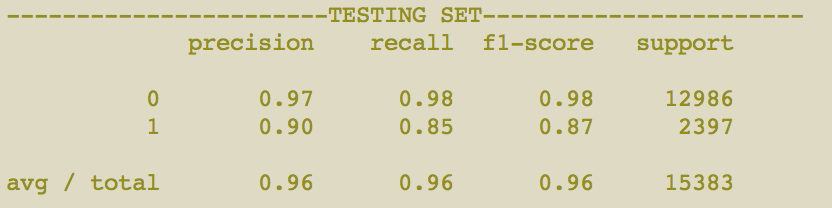 -----------------------TESTING SET-----------------------
precision recall f1-score support
0 0.97 0.98 0.98 12986
1 0.90 0.85 0.87 2397
avg / total 0.96 0.96 0.96 15383